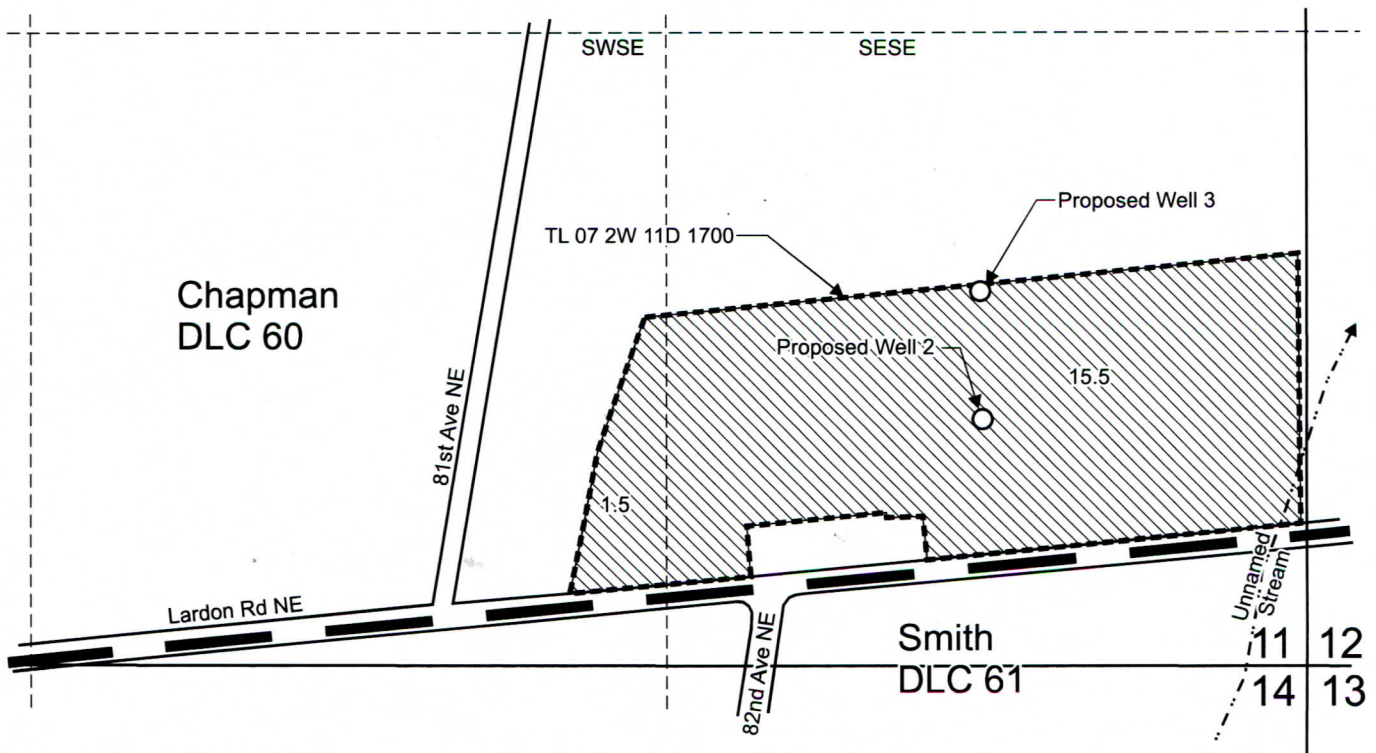 SWSE
SESE
Proposed Well 3
TL 07 2W 11D 1700
Chapman
DLC 60
Proposed Well 2
15.5
81st Ave NE
1.5
Lardon Rd NE
Unnamed
Stream
82nd Ave NE
Smith
DLC 61
11 12
14 13